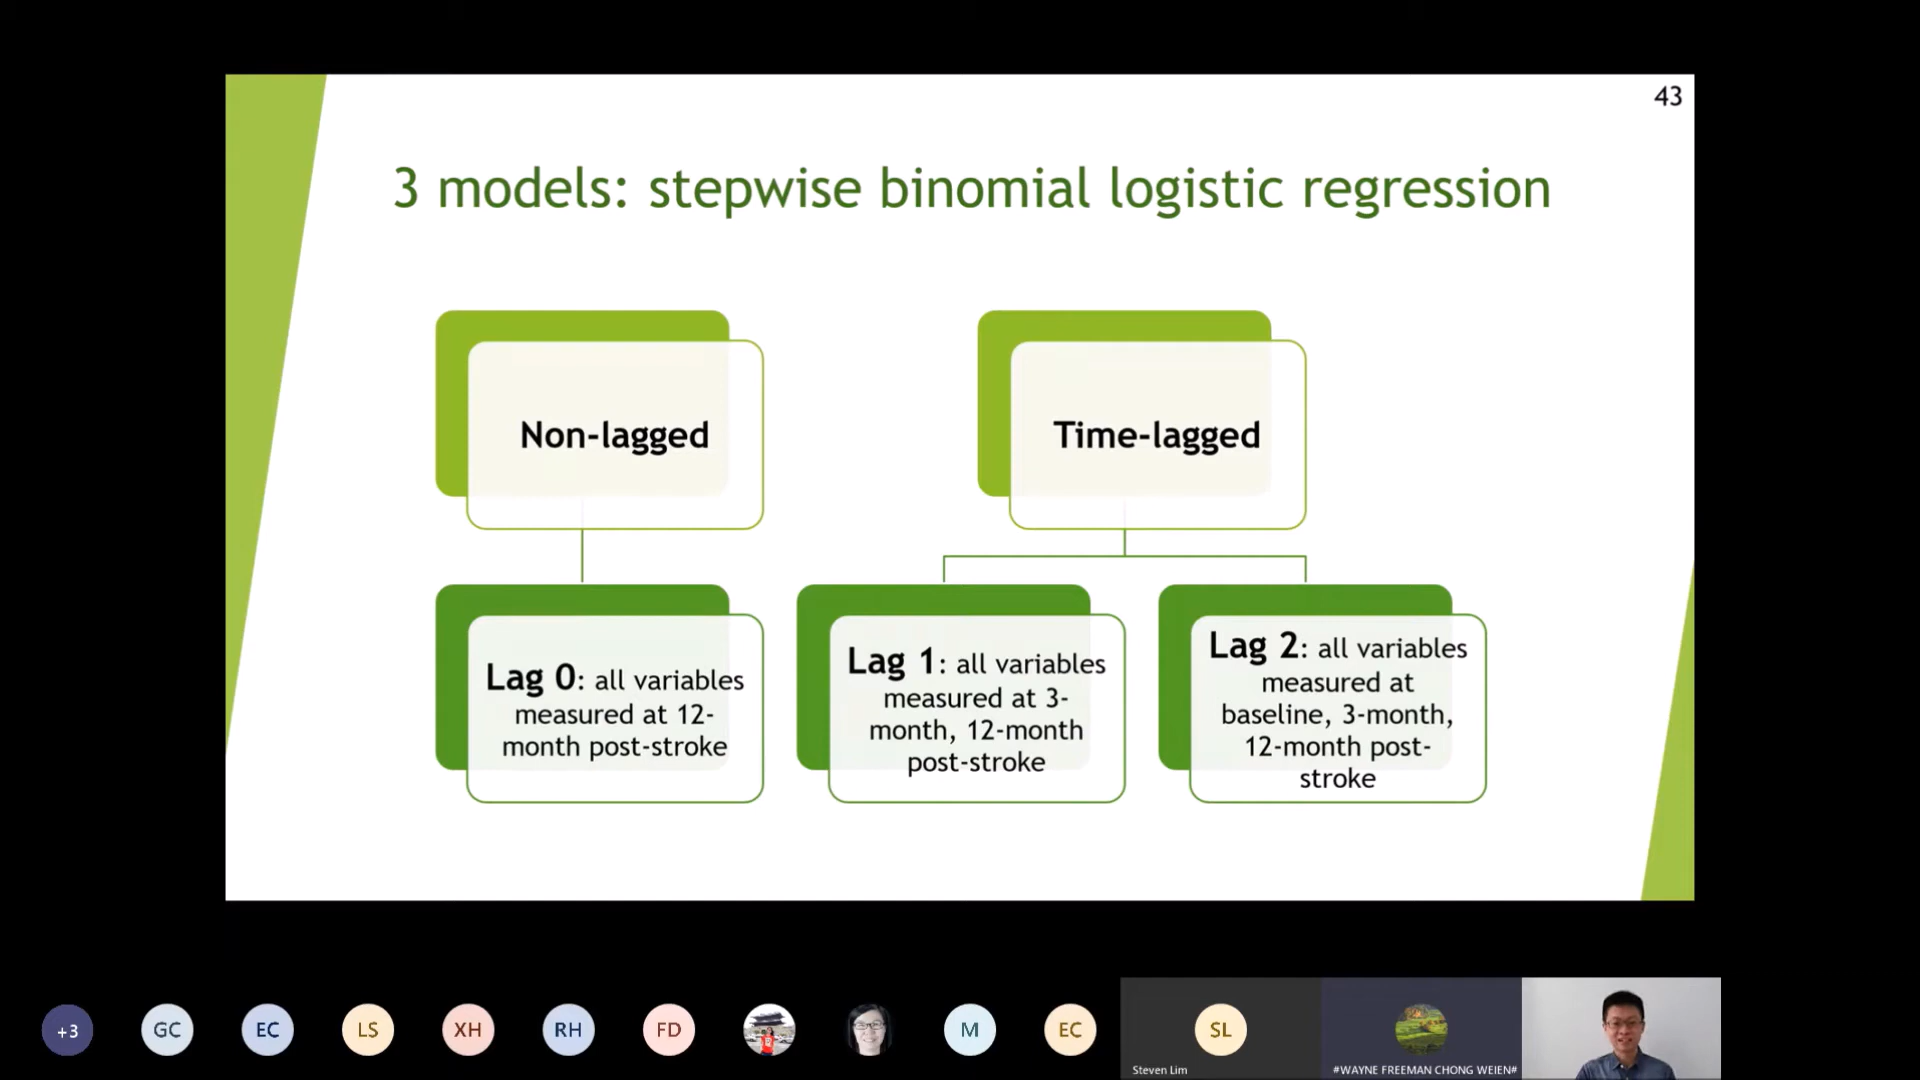 43
3 models: stepwise binomial logistic regression
Non-lagged
Time-lagged
Lag 0: all variables
measured at 12-
month post-stroke
Lag 1: all variables
measured at 3-
month, 12-month
post-stroke
Lag 2: all variables
measured at
baseline, 3-month,
12-month post-
stroke
+3
GC
EC
LS
XH
RH
FD
M
EC
SL
Steven Lim
#WAYNE FREEMAN CHONG WEIEN#